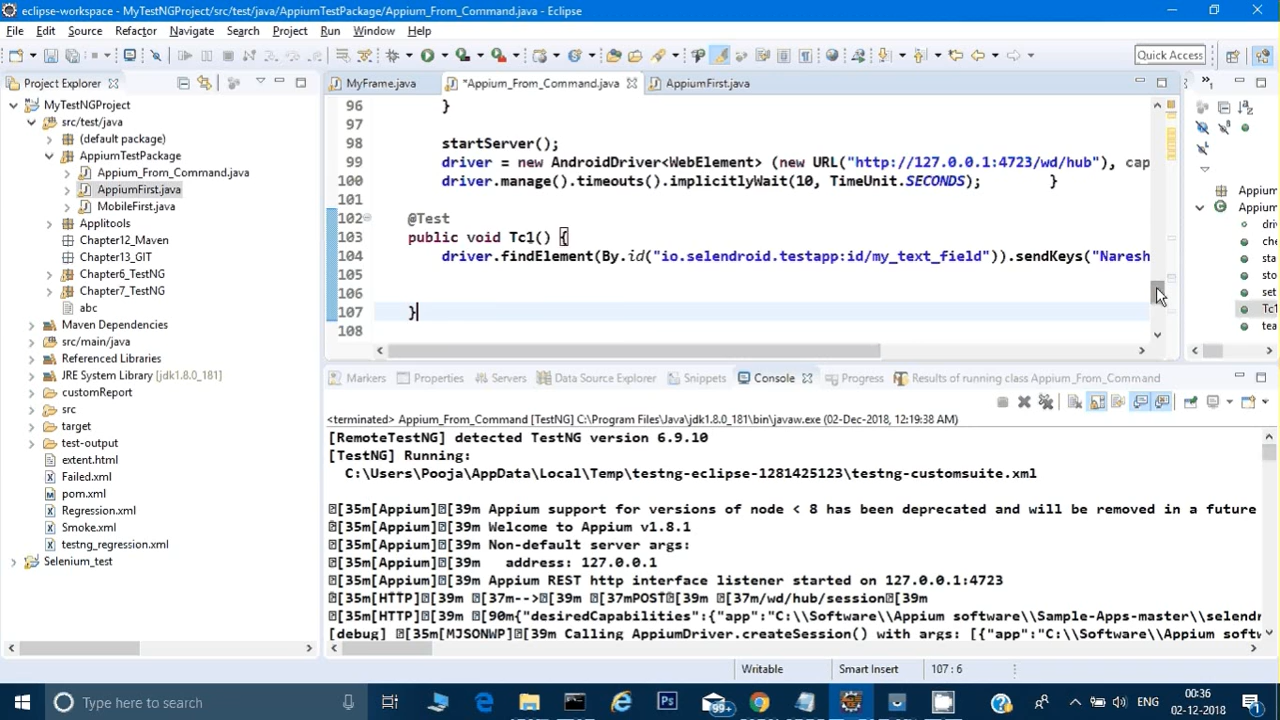 eclipse-workspace - MyTestNGProject/src/test/java/AppiumTestPackage/Appium_From_Command.java - Eclipse
File Edit Source Refactor Navigate Search Project Run Window Help
Quick Access
Project Explorer
MyTestNGProject
src/test/java
(default package)
AppiumTestPackage
Appium_From_Command.java
AppiumFirst.java
MobileFirst.java
Applitools
Chapter12_Maven
Chapter13_GIT
Chapter6_TestNG
Chapter7_TestNG
abc
Maven Dependencies
src/main/java
Referenced Libraries
JRE System Library [jdk1.8.0_181]
customReport
src
target
test-output
extent.html
Failed.xml
pom.xml
Regression.xml
Smoke.xml
testng_regression.xml
Selenium_test
MyFrame.java *Appium_From_Command.java AppiumFirst.java
96 }
97
98 startServer();
99 driver = new AndroidDriver<WebElement> (new URL("http://127.0.0.1:4723/wd/hub"), cap
100 driver.manage().timeouts().implicitlyWait(10, TimeUnit.SECONDS); }
101
102 @Test
103 public void Tc1() {
104 driver.findElement(By.id("io.selendroid.testapp:id/my_text_field")).sendKeys("Naresh
105
106
107 }
108
Appium
Appium
driv
che
sta
sto
set
Tc1
tea
Markers Properties Servers Data Source Explorer Snippets Console Progress Results of running class Appium_From_Command
<terminated> Appium_From_Command [TestNG] C:\Program Files\Java\jdk1.8.0_181\bin\javaw.exe (02-Dec-2018, 12:19:38 AM)
[RemoteTestNG] detected TestNG version 6.9.10
[TestNG] Running:
C:\Users\Pooja\AppData\Local\Temp\testng-eclipse-1281425123\testng-customsuite.xml
[35m[Appium][39m Appium support for versions of node < 8 has been deprecated and will be removed in a future
[35m[Appium][39m Welcome to Appium v1.8.1
[35m[Appium][39m Non-default server args:
[35m[Appium][39m address: 127.0.0.1
[35m[Appium][39m Appium REST http interface listener started on 127.0.0.1:4723
[35m[HTTP][39m [37m-->[39m [37mPOST[39m [37m/wd/hub/session[39m
[35m[HTTP][39m [90m{"desiredCapabilities":{"app":"C:\\Software\\Appium software\\Sample-Apps-master\\selendr
[debug] [35m[MJSONWP][39m Calling AppiumDriver.createSession() with args: [{"app":"C:\\Software\\Appium softw
Writable Smart Insert 107 : 6
Type here to search
99+
ENG
00:36
02-12-2018
1